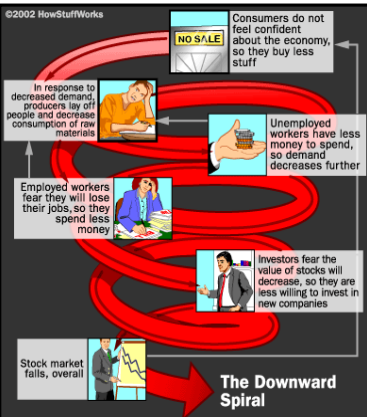 ©2002 HowStuffWorks
NO SALE
Consumers do not
feel confident
about the economy,
so they buy less
stuff
In response to
decreased demand,
producers lay off
people and decrease
consumption of raw
materials
Unemployed
workers have less
money to spend,
so demand
decreases further
Employed workers
fear they will lose
their jobs, so they
spend less
money
Investors fear the
value of stocks will
decrease, so they are
less willing to invest in
new companies
Stock market
falls, overall
The Downward
Spiral